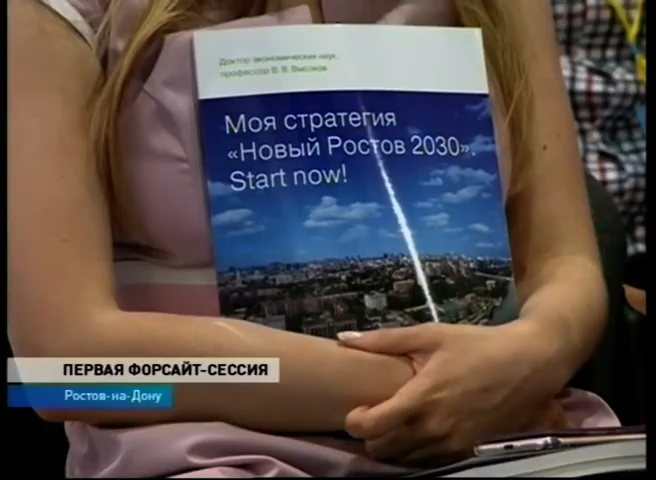 Доктор экономических наук,
профессор В. В. Высоков
Моя стратегия
«Новый Ростов 2030».
Start now!
ПЕРВАЯ ФОРСАЙТ-СЕССИЯ
Ростов-на-Дону